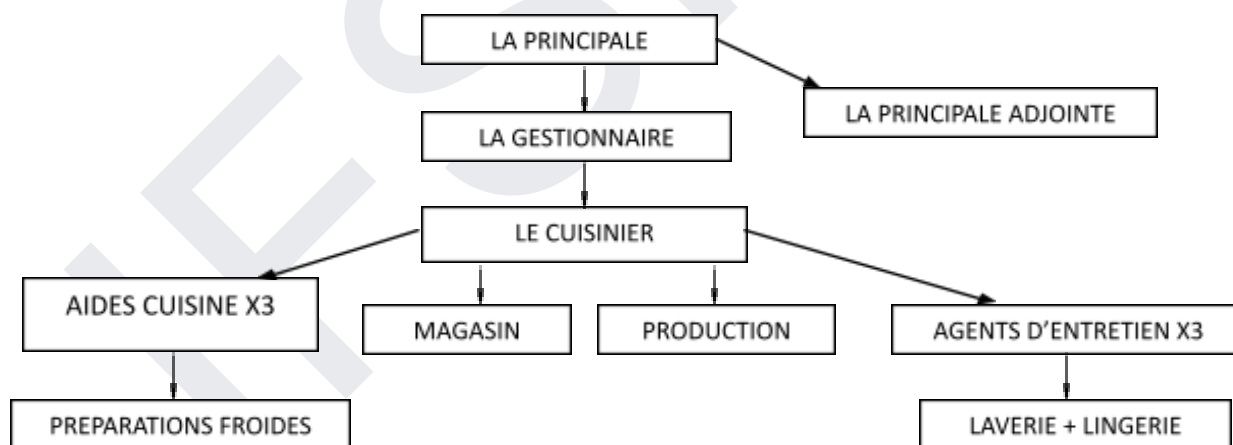 LA PRINCIPALE
LA PRINCIPALE ADJOINTE
LA GESTIONNAIRE
LE CUISINIER
AIDES CUISINE X3
MAGASIN
PRODUCTION
AGENTS D’ENTRETIEN X3
PREPARATIONS FROIDES
LAVERIE + LINGERIE